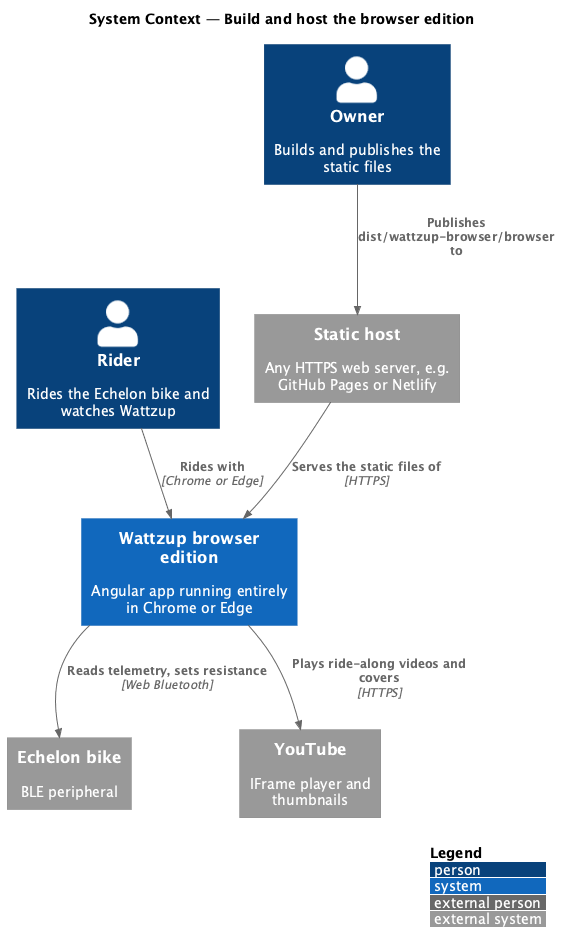 System Context — Build and host the browser edition
Owner
Builds and publishes the
static files
Publishes
dist/wattzup-browser/browser
to
Rider
Rides the Echelon bike and
watches Wattzup
Static host
Any HTTPS web server, e.g.
GitHub Pages or Netlify
Rides with
[Chrome or Edge]
Serves the static files of
[HTTPS]
Wattzup browser
edition
Angular app running entirely
in Chrome or Edge
Reads telemetry, sets resistance
[Web Bluetooth]
Plays ride-along videos and
covers
[HTTPS]
Echelon bike
BLE peripheral
YouTube
IFrame player and
thumbnails
Legend
person
system
external person
external system